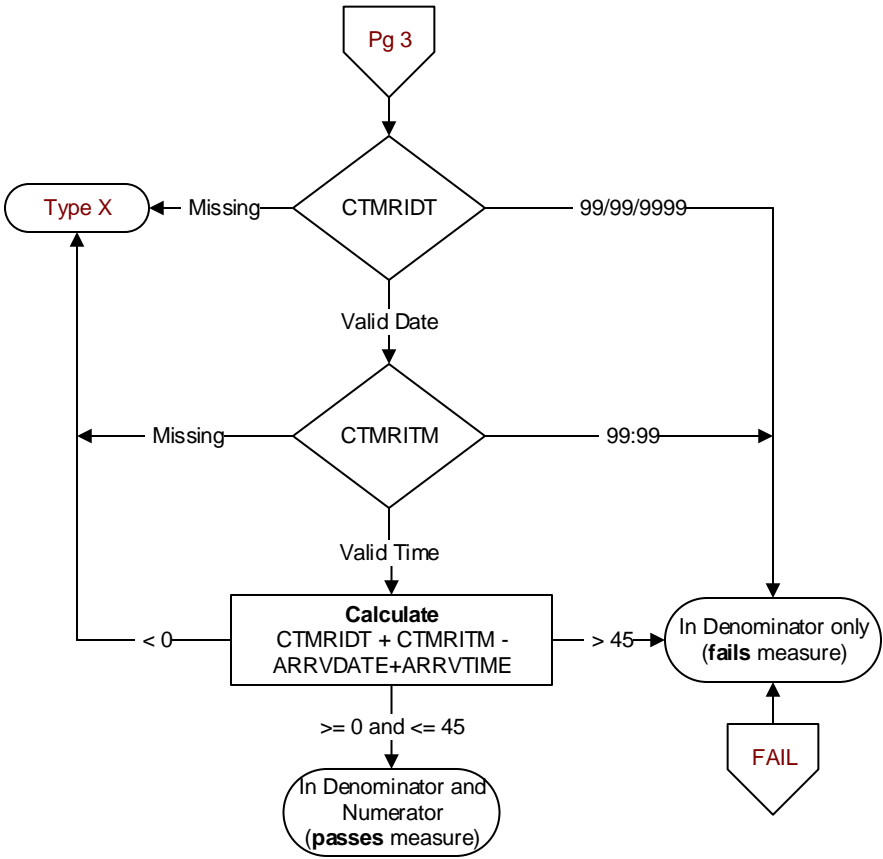 Pg 3
Type X
Missing
CTMRIDT
99/99/9999
Valid Date
Missing
CTMRITM
99:99
Valid Time
< 0
Calculate
CTMRIDT + CTMRITM -
ARRVDATE+ARRVTIME
> 45
In Denominator only
(fails measure)
>= 0 and <= 45
FAIL
In Denominator and
Numerator
(passes measure)